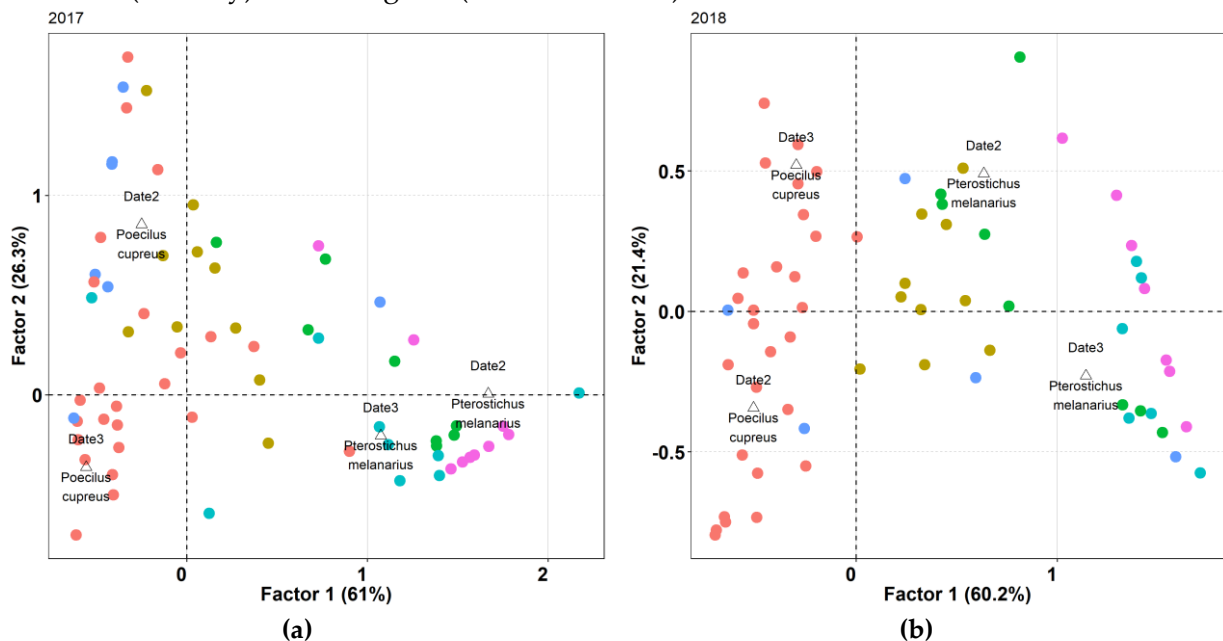 2017
1
0
Factor 2 (26.3%)
Date2
Poecilus
cupreus
Date3
Poecilus
cupreus
Date3
Pterostichus
melanarius
Date2
Pterostichus
melanarius
0
1
2
Factor 1 (61%)
(a)
2018
0.5
0.0
-0.5
Factor 2 (21.4%)
Date3
Poecilus
cupreus
Date2
Pterostichus
melanarius
Date2
Poecilus
cupreus
Date3
Pterostichus
melanarius
0
1
Factor 1 (60.2%)
(b)